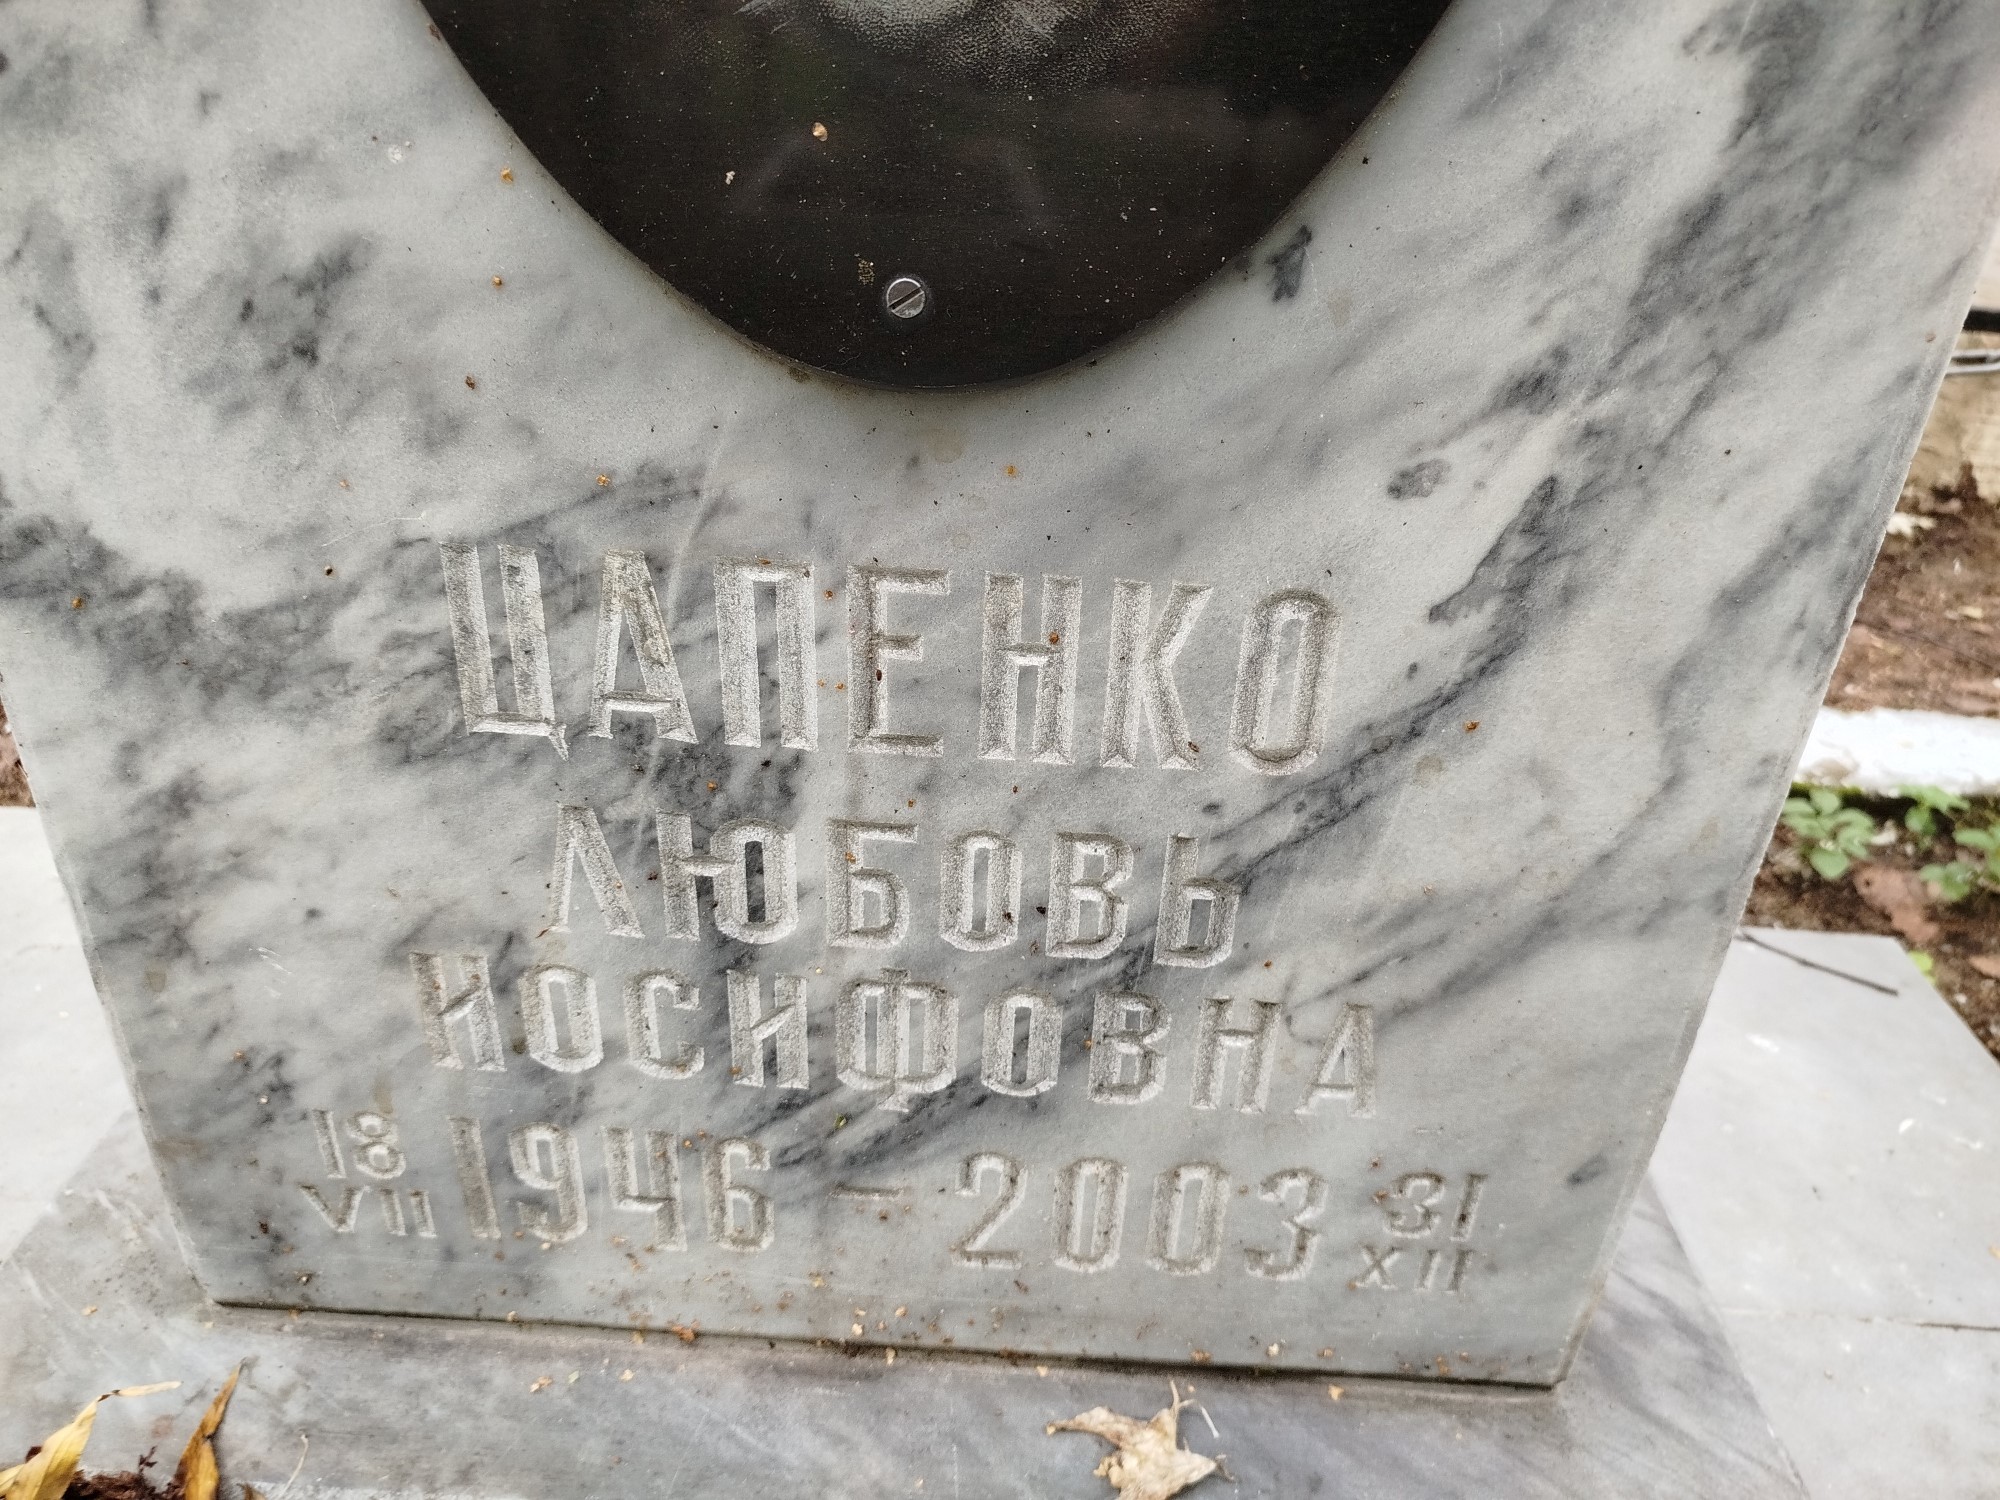 ЦАПЕНКО
ЛЮБОВЬ
ИОСИФОВНА
18 VII 1946 – 2003 31 XII